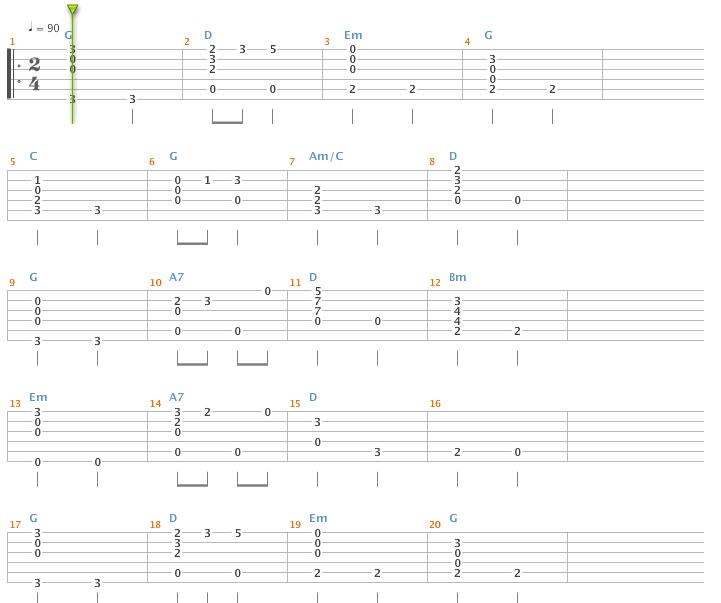 ♩ = 90
G D Em G
1 2 3 4
3 2 3 5 0
0 3 0 3
2 0 2 0 0
4 0
0 0 2 2 2 2
3 3
C G Am/C D
5 6 7 8
2
1 0 1 3 3
0 0 2 2
2 0 0 2 0 0
3 3 3 3
G A7 D Bm
9 10 11 12
0 5
0 2 3 7 3
0 0 7 4
0 0 0 4
0 0 2 2
3 3
Em A7 D
13 14 15 16
3 3 2 0
0 2 3
0 0
0
0 0 3 2 0
0 0
G D Em G
17 18 19 20
3 2 3 5 0
0 3 0 3
0 2 0 0
0
0 0 2 2 2 2
3 3